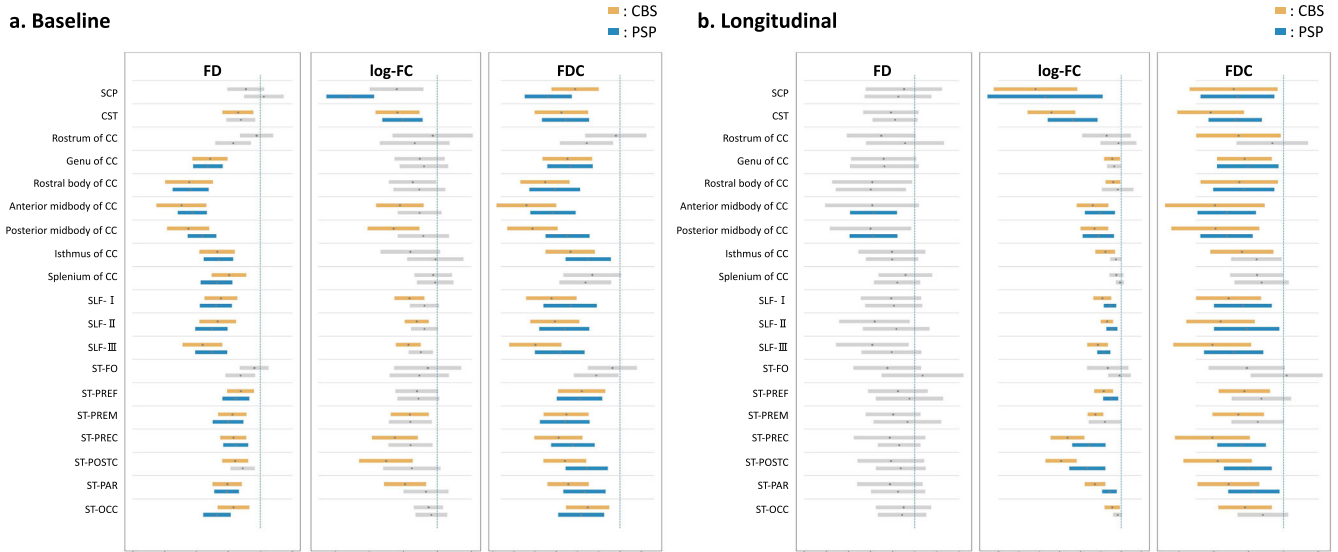 a. Baseline
: CBS
: PSP
b. Longitudinal
: CBS
: PSP
FD
log-FC
FDC
FD
log-FC
FDC
SCP
CST
Rostrum of CC
Genu of CC
Rostral body of CC
Anterior midbody of CC
Posterior midbody of CC
Isthmus of CC
Splenium of CC
SLF-Ⅰ
SLF-Ⅱ
SLF-Ⅲ
ST-FO
ST-PREF
ST-PREM
ST-PREC
ST-POSTC
ST-PAR
ST-OCC
SCP
CST
Rostrum of CC
Genu of CC
Rostral body of CC
Anterior midbody of CC
Posterior midbody of CC
Isthmus of CC
Splenium of CC
SLF-Ⅰ
SLF-Ⅱ
SLF-Ⅲ
ST-FO
ST-PREF
ST-PREM
ST-PREC
ST-POSTC
ST-PAR
ST-OCC